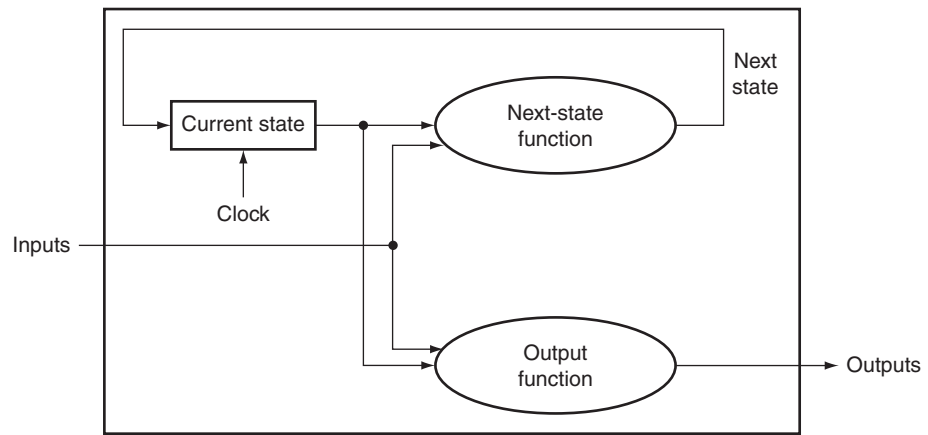 Next
state
Next-state
function
Current state
Clock
Inputs
Output
function
Outputs